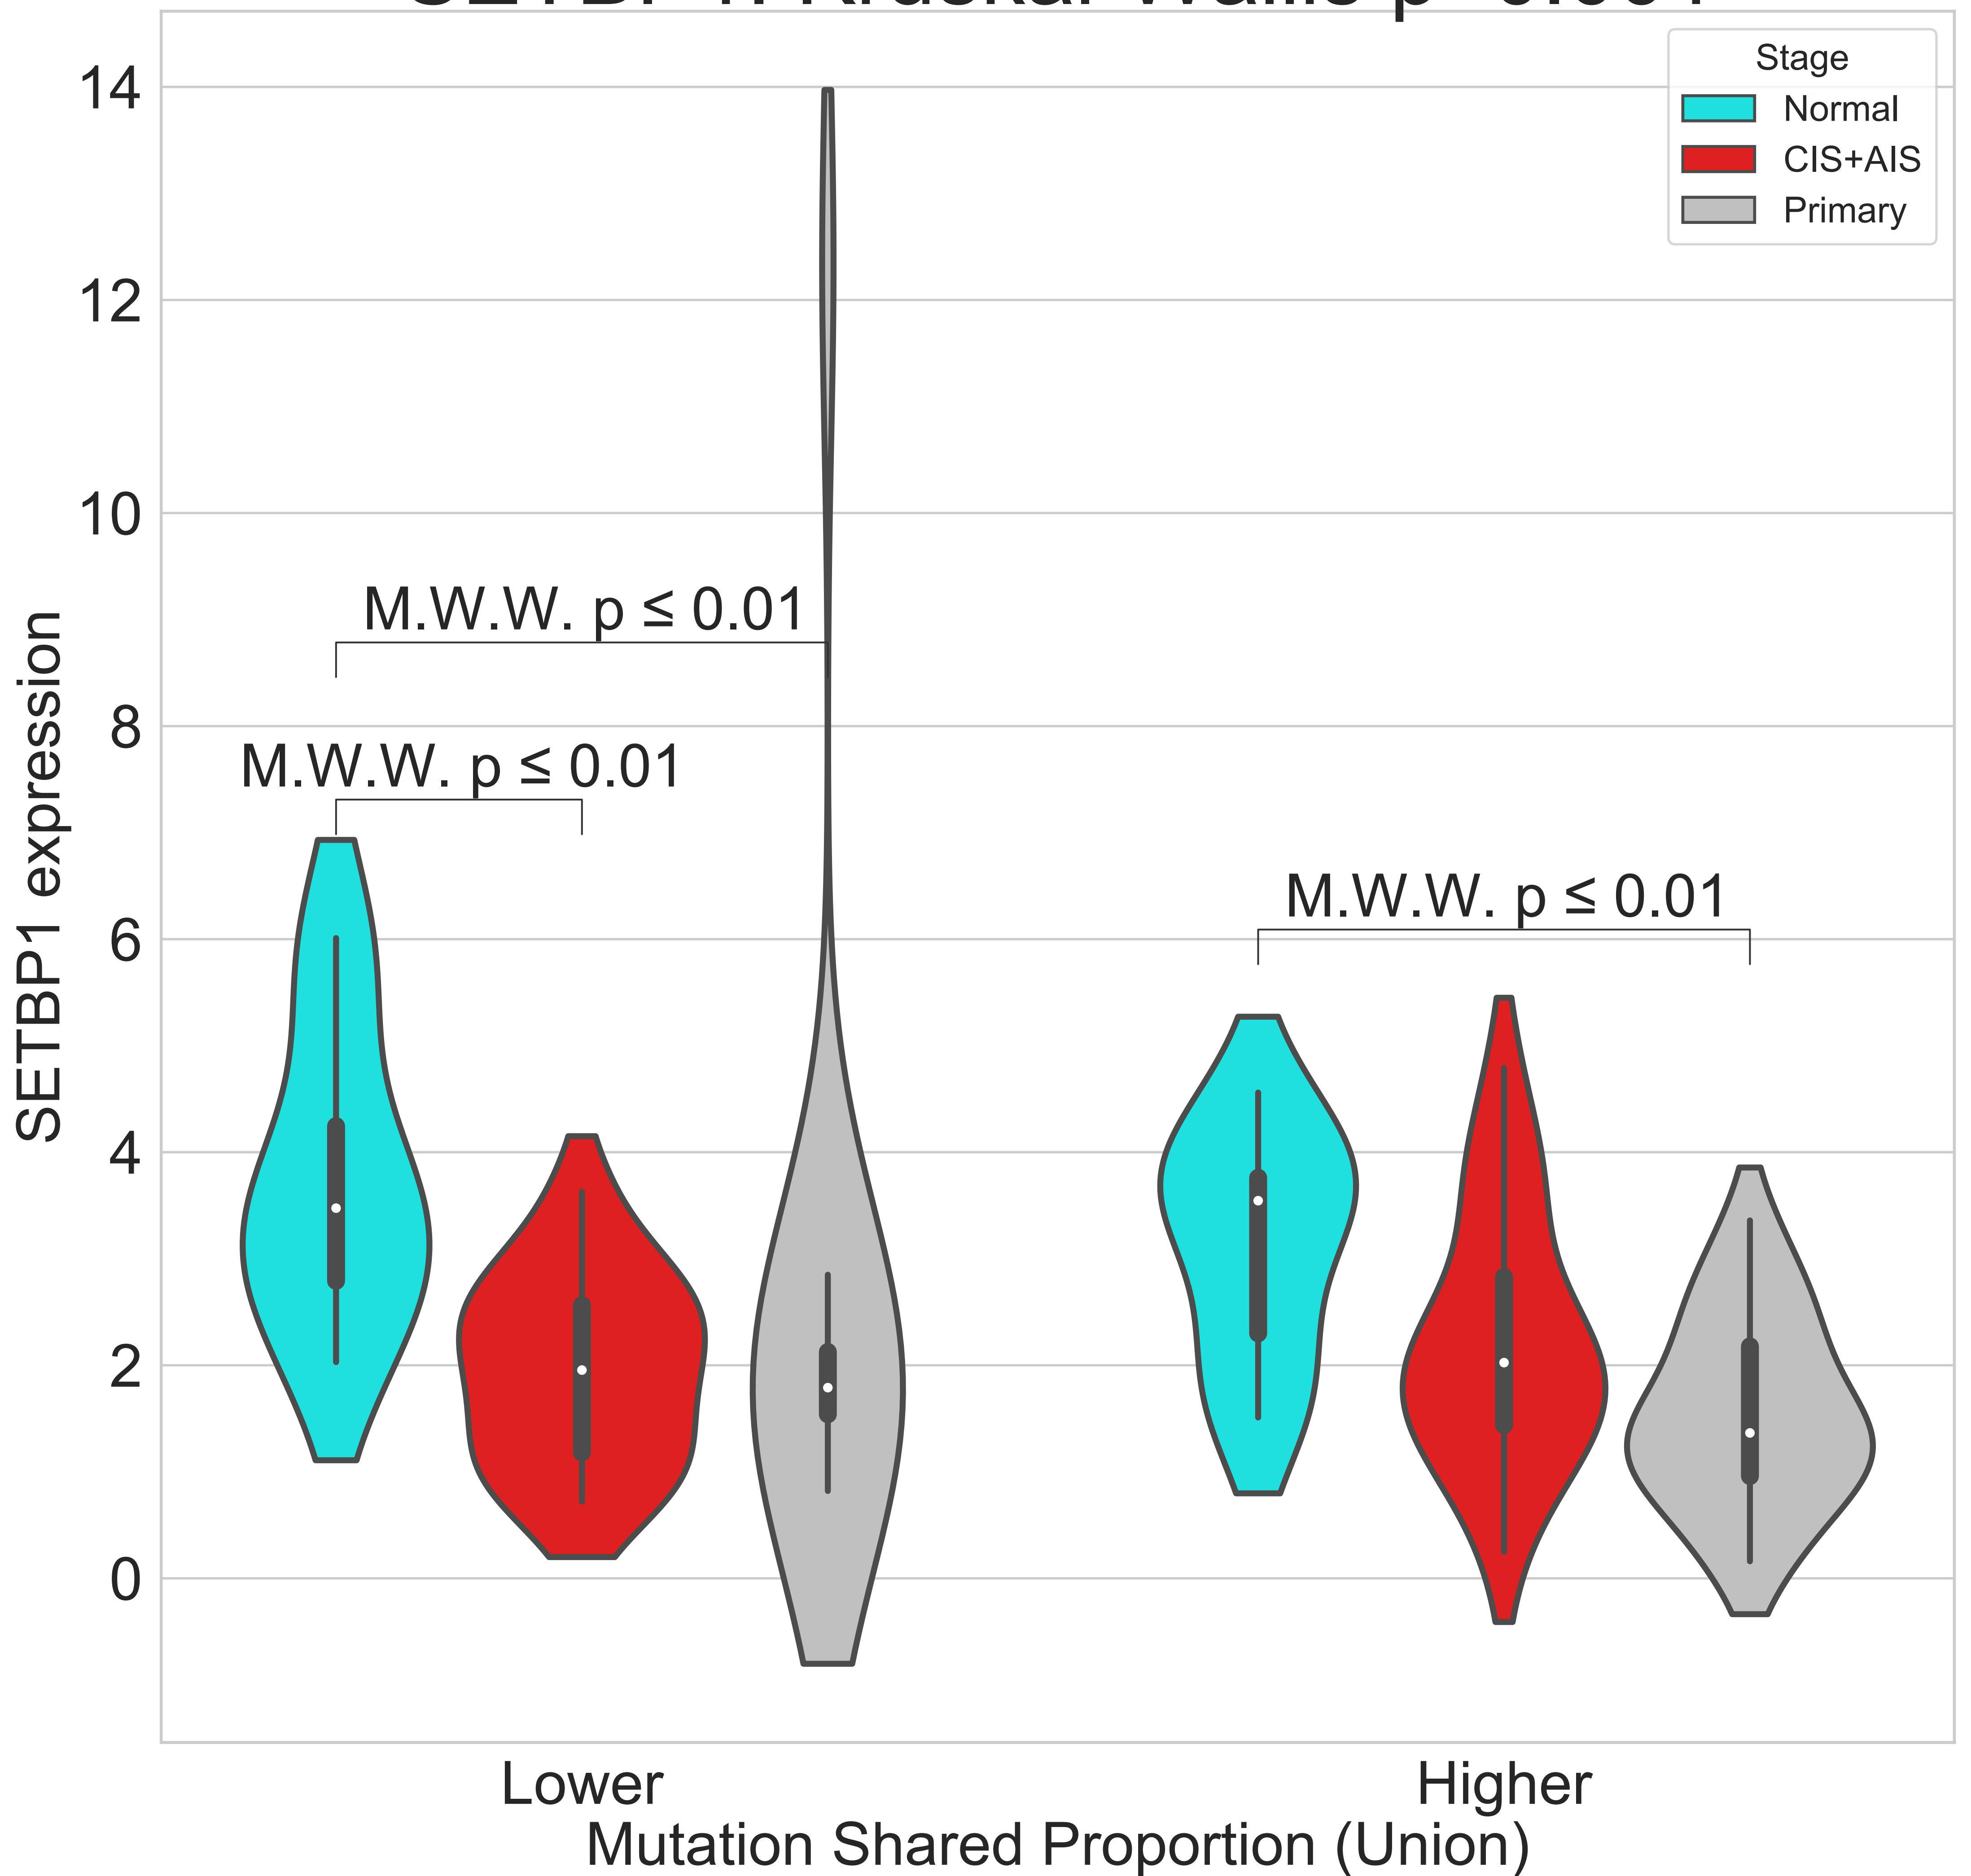 Stage
Normal
CIS+AIS
Primary
14
12
10
8
6
4
2
0
SETBP1 expression
M.W.W. p ≤ 0.01
M.W.W. p ≤ 0.01
M.W.W. p ≤ 0.01
Lower
Higher
Mutation Shared Proportion (Union)